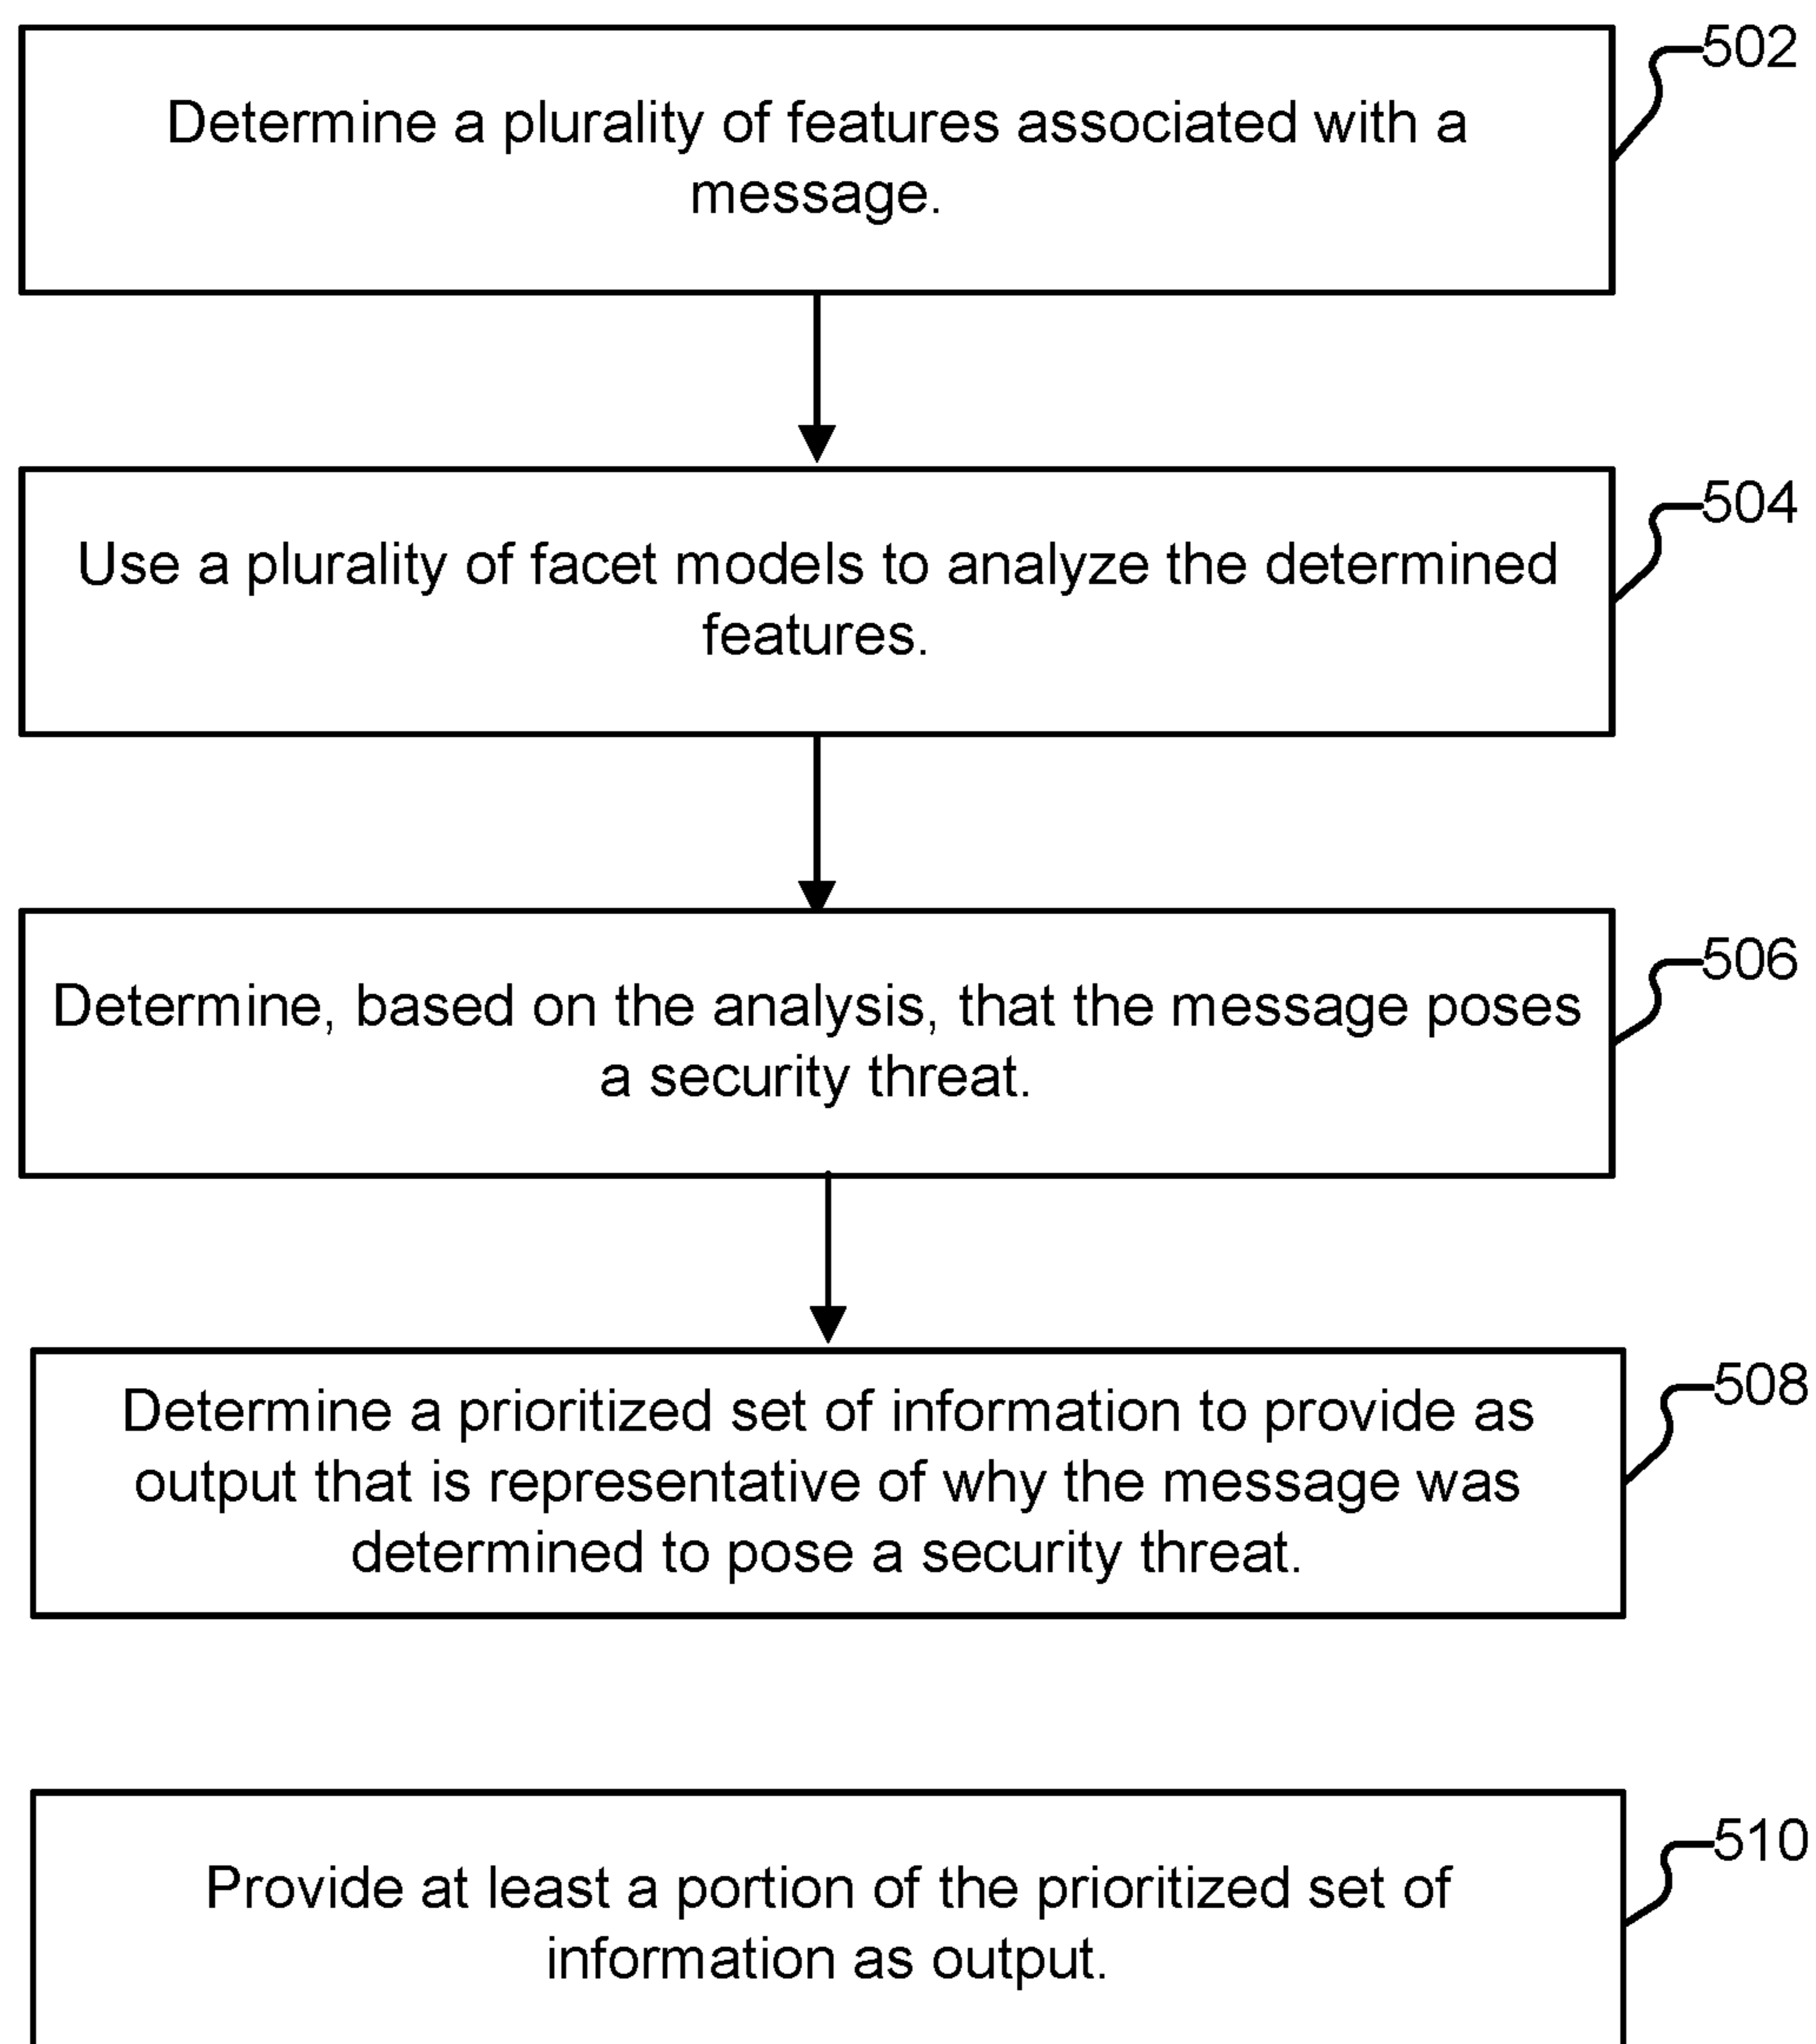 502
Determine a plurality of features associated with a
message.
504
Use a plurality of facet models to analyze the determined
features.
506
Determine, based on the analysis, that the message poses
a security threat.
508
Determine a prioritized set of information to provide as
output that is representative of why the message was
determined to pose a security threat.
510
Provide at least a portion of the prioritized set of
information as output.